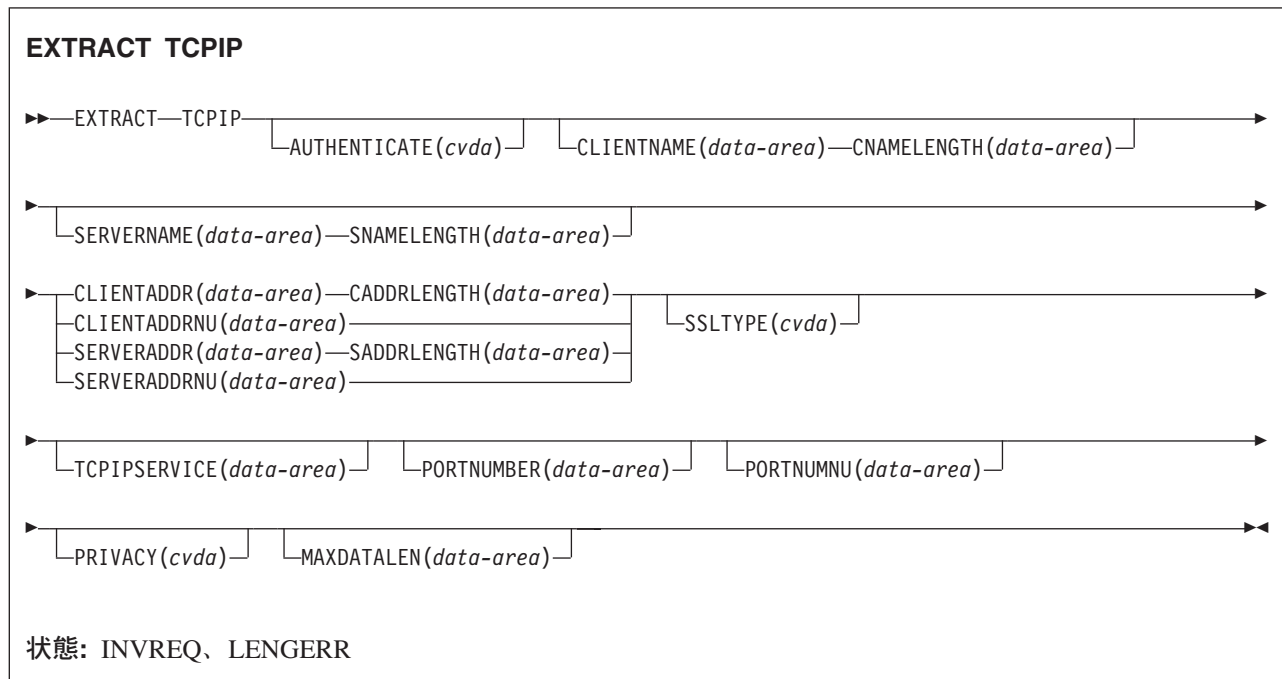 EXTRACT TCPIP
EXTRACT TCPIP
AUTHENTICATE(cvda) CLIENTNAME(data-area) CNAMELENGTH(data-area)
SERVERNAME(data-area) SNAMELENGTH(data-area)
CLIENTADDR(data-area) CADDRLENGTH(data-area)
CLIENTADDRNU(data-area) SSLTYPE(cvda)
SERVERADDR(data-area) SADDRLENGTH(data-area)
SERVERADDRNU(data-area)
TCPIPSERVICE(data-area) PORTNUMBER(data-area) PORTNUMNU(data-area)
PRIVACY(cvda) MAXDATALEN(data-area)
状態: INVREQ、LENGERR